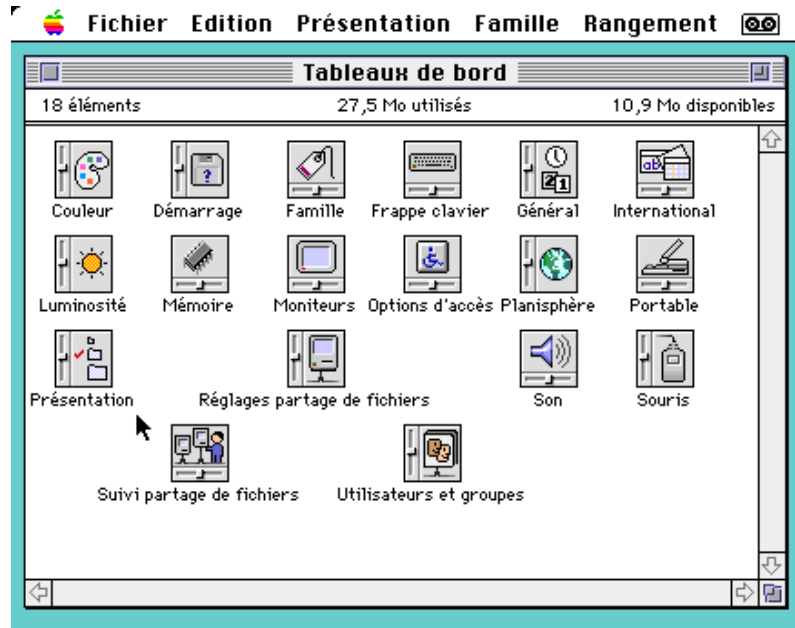 Fichier Edition Présentation Famille Rangement
Tableaux de bord
18 éléments 27,5 Mo utilisés 10,9 Mo disponibles
Couleur Démarrage Famille Frappe clavier Général International
Luminosité Mémoire Moniteurs Options d'accès Planisphère Portable
Présentation Réglages partage de fichiers Son Souris
Suivi partage de fichiers Utilisateurs et groupes